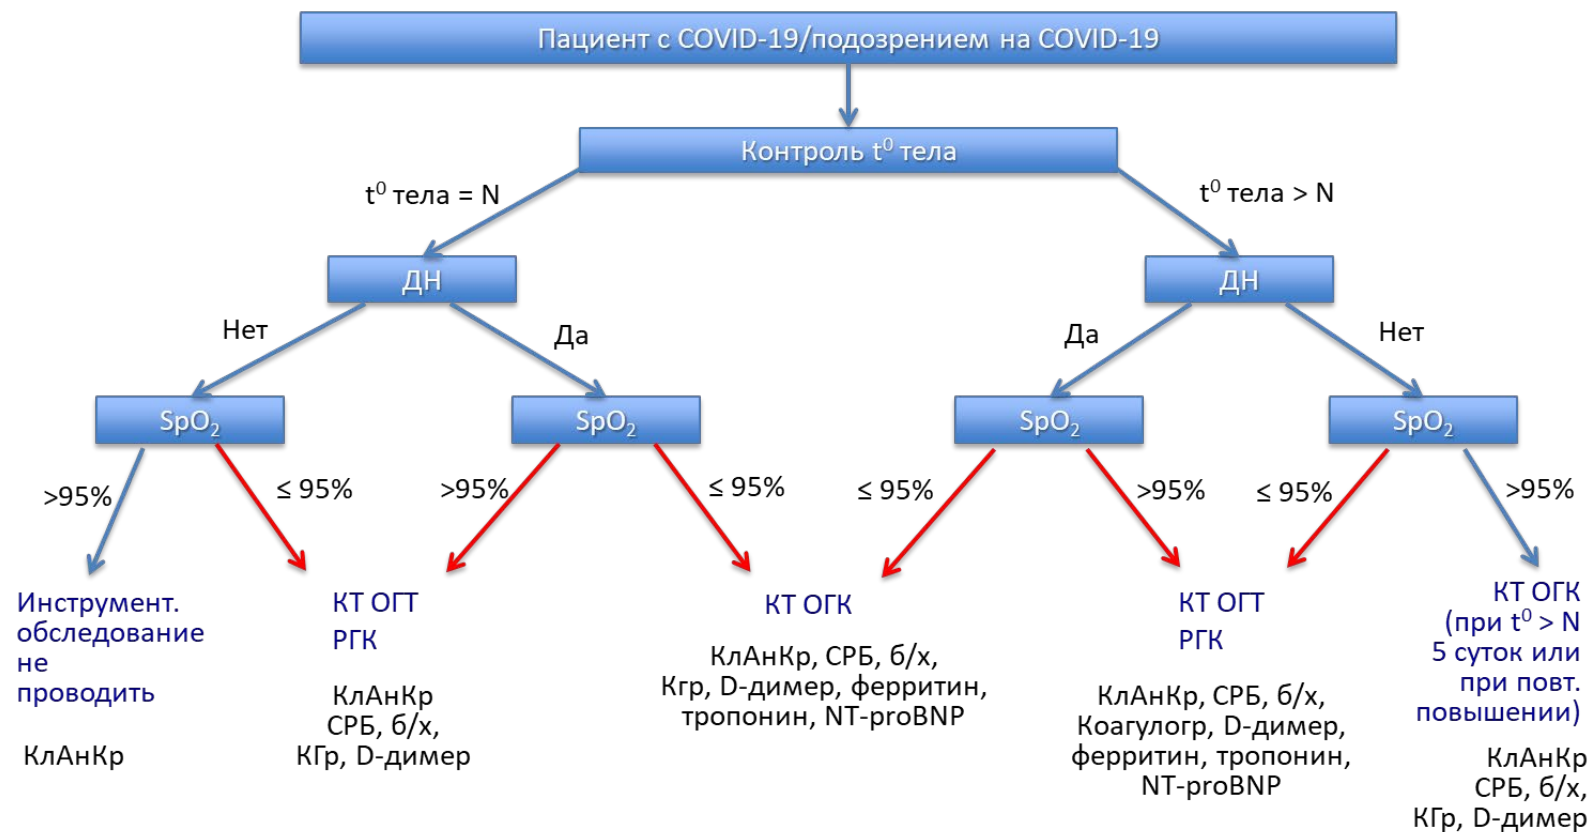 Пациент с COVID-19/подозрением на COVID-19
Контроль t⁰ тела
t⁰ тела = N
t⁰ тела > N
ДН
ДН
Нет
Да
Да
Нет
SpO₂
SpO₂
SpO₂
SpO₂
>95%
≤ 95%
>95%
≤ 95%
≤ 95%
>95%
≤ 95%
>95%
Инструмент.
обследование
не
проводить
КлАнКр
КТ ОГТ
РГК
КлАнКр
СРБ, б/х,
КГр, D-димер
КТ ОГК
КлАнКр, СРБ, б/х,
Кгр, D-димер, ферритин,
тропонин, NT-proBNP
КТ ОГТ
РГК
КлАнКр, СРБ, б/х,
Коагулогр, D-димер,
ферритин, тропонин,
NT-proBNP
КТ ОГК
(при t⁰ > N
5 суток или
при повт.
повышении)
КлАнКр
СРБ, б/х,
КГр, D-димер